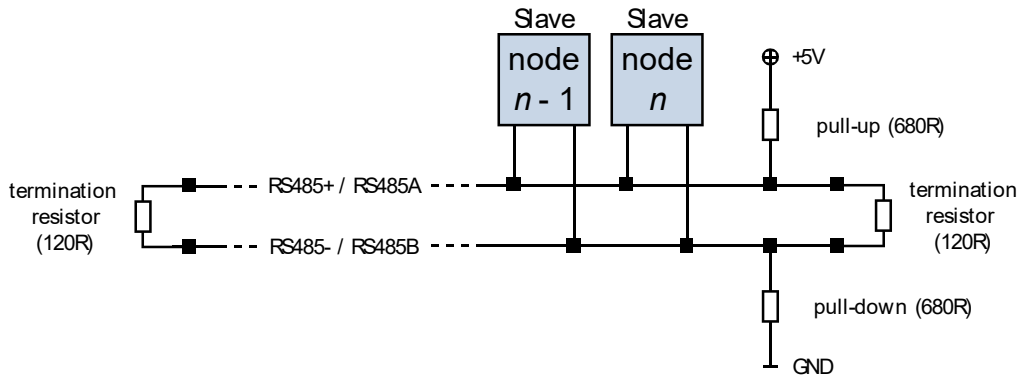 Slave
Slave
node
n - 1
node
n
+5V
pull-up (680R)
termination
resistor
(120R)
RS485+ / RS485A
RS485- / RS485B
termination
resistor
(120R)
pull-down (680R)
GND